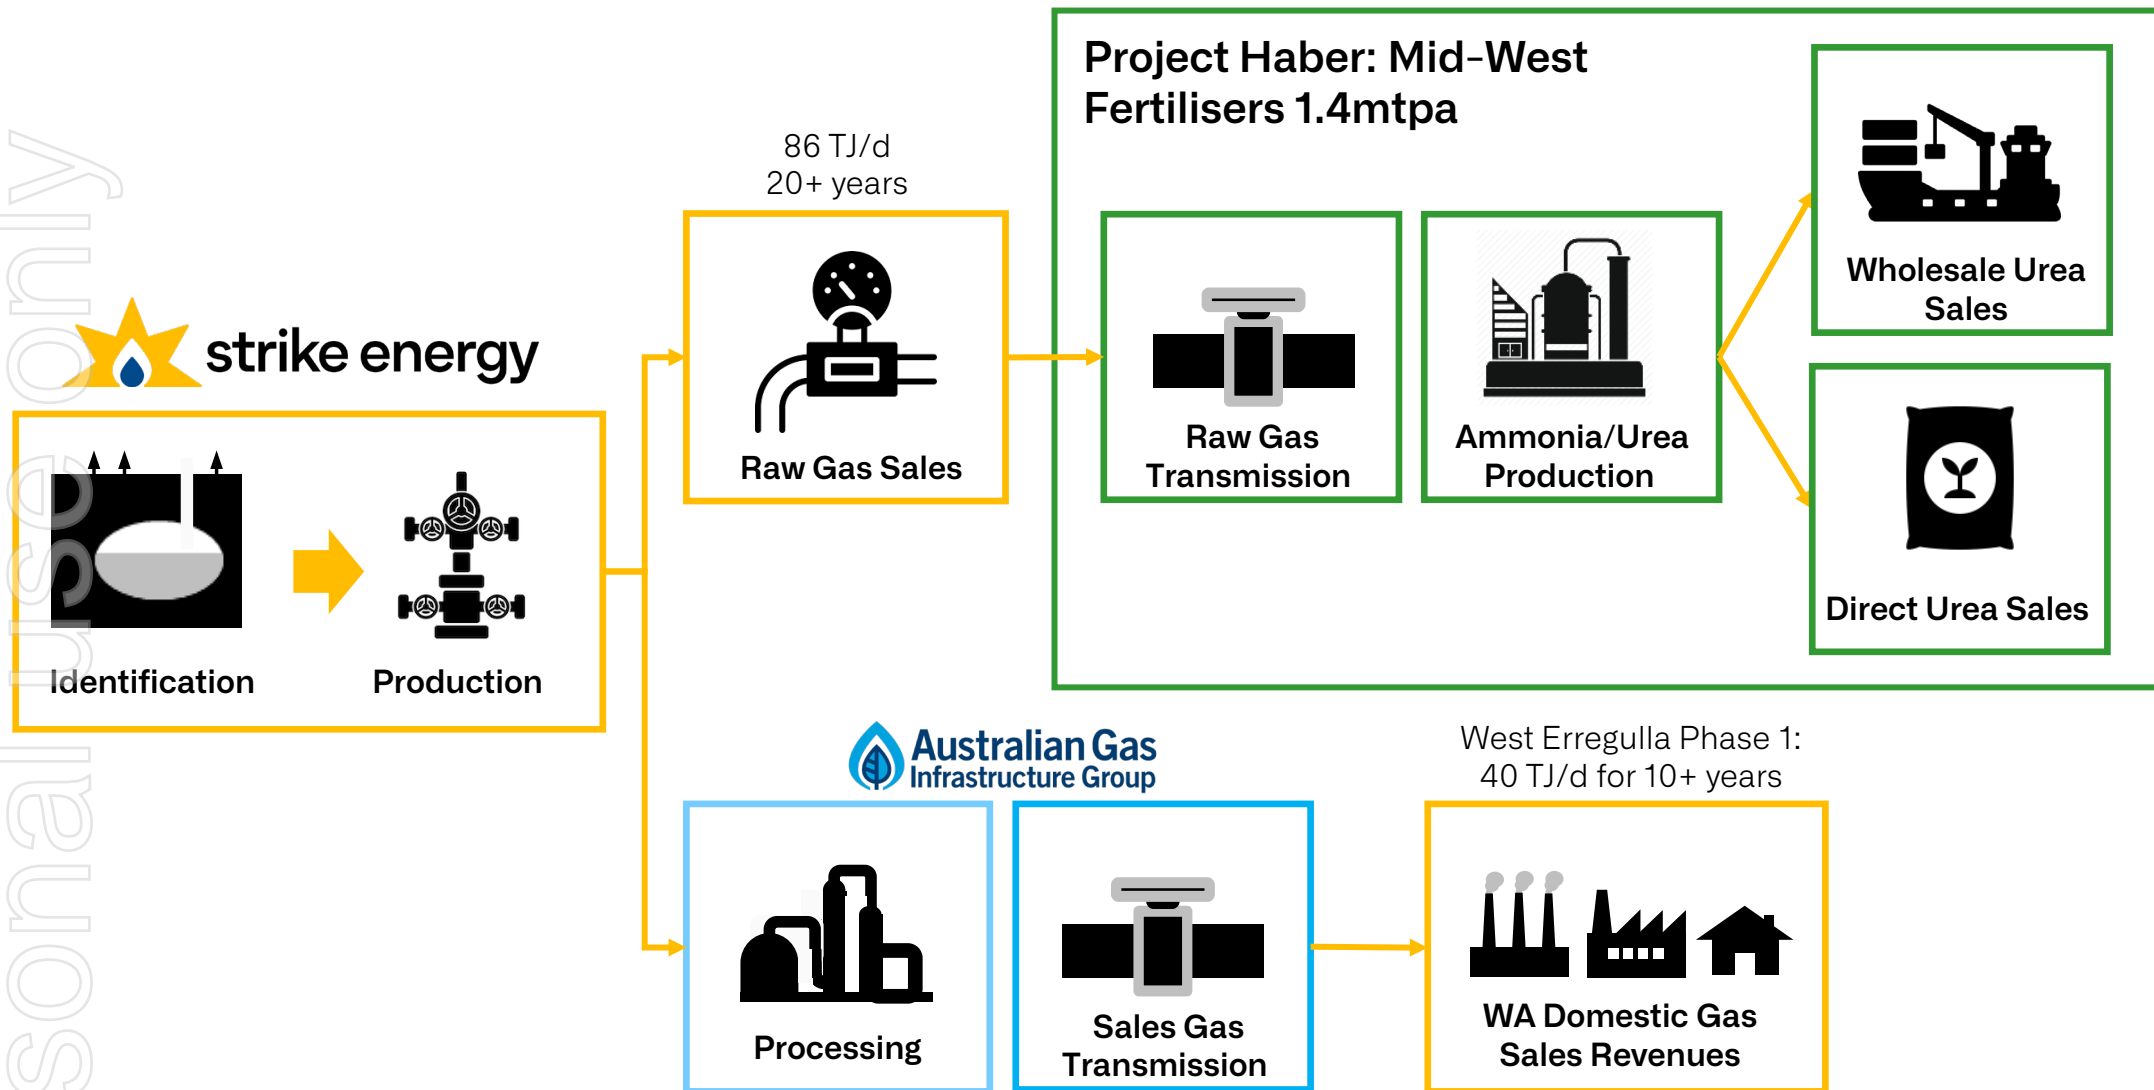 Project Haber: Mid-West
Fertilisers 1.4mtpa
86 TJ/d
20+ years
Wholesale Urea
Sales
strike energy
Raw Gas Sales
Raw Gas
Transmission
Ammonia/Urea
Production
Direct Urea Sales
Identification
Production
Australian Gas
Infrastructure Group
West Erregulla Phase 1:
40 TJ/d for 10+ years
Processing
Sales Gas
Transmission
WA Domestic Gas
Sales Revenues
sonal use only